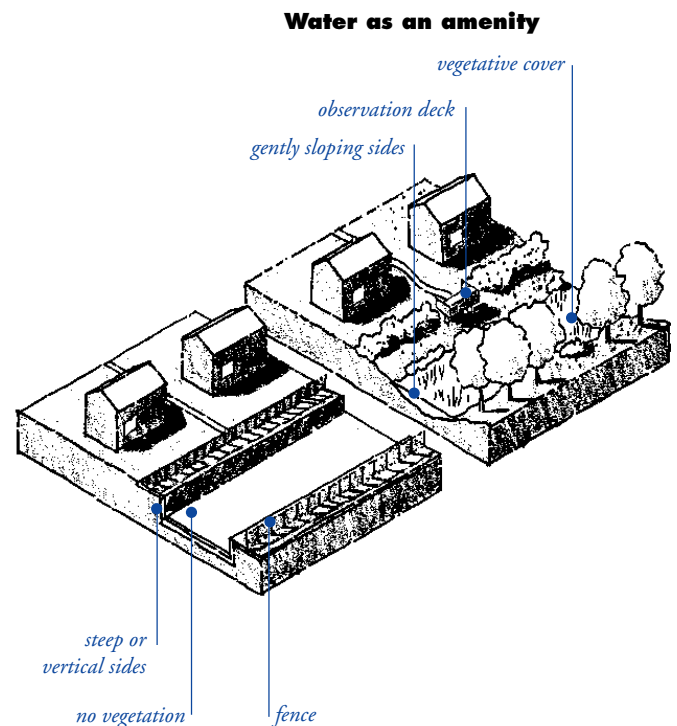 Water as an amenity
vegetative cover
observation deck
gently sloping sides
steep or
vertical sides
no vegetation
fence